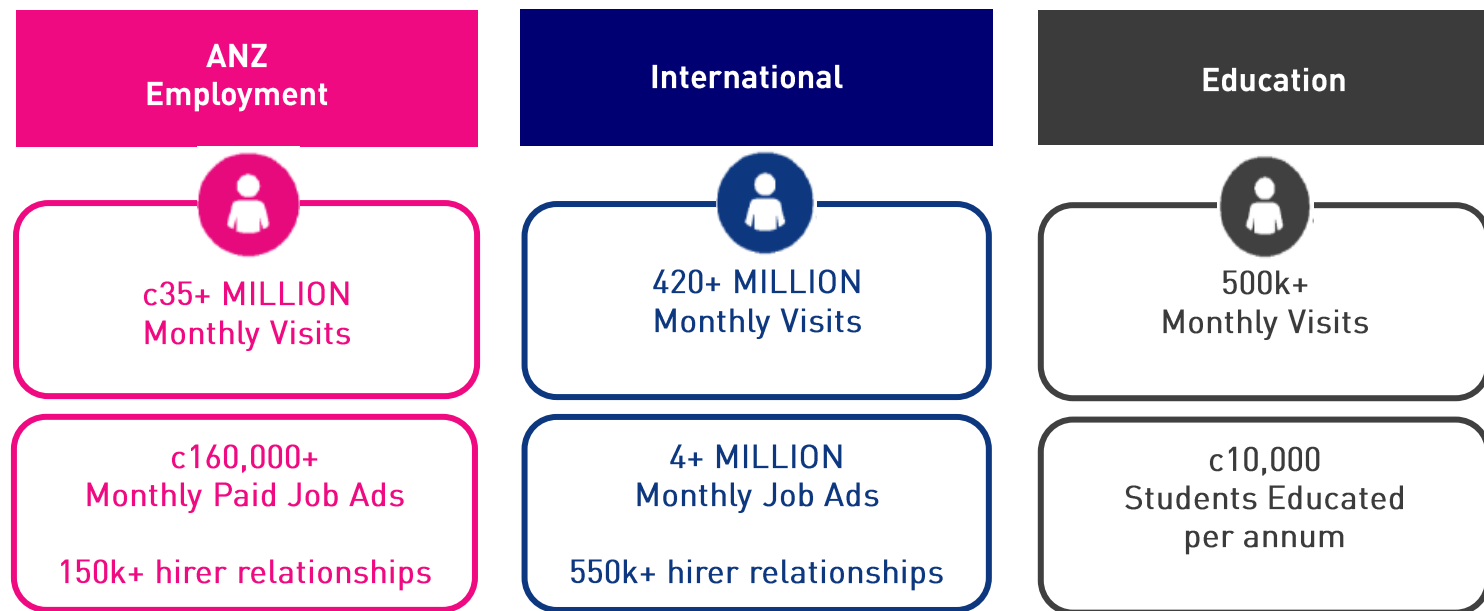 ANZ
Employment
International
Education
c35+ MILLION
Monthly Visits
420+ MILLION
Monthly Visits
500k+
Monthly Visits
c160,000+
Monthly Paid Job Ads
150k+ hirer relationships
4+ MILLION
Monthly Job Ads
550k+ hirer relationships
c10,000
Students Educated
per annum